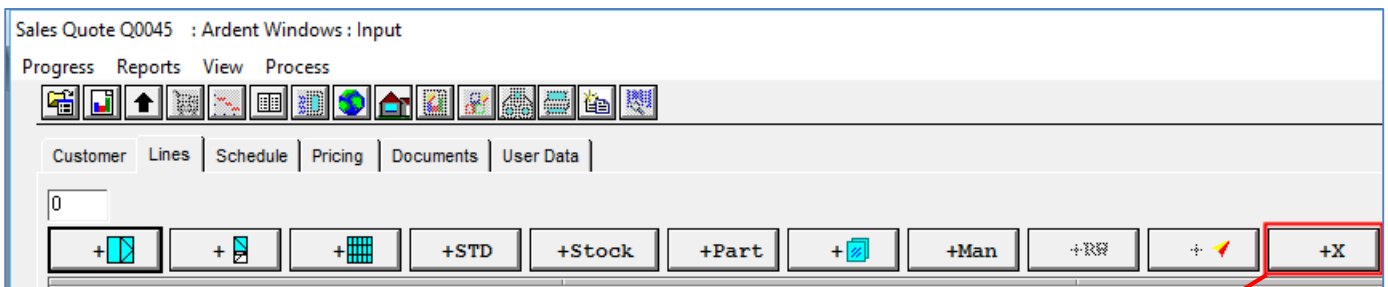 Sales Quote Q0045 : Ardent Windows : Input
Progress Reports View Process
Customer Lines Schedule Pricing Documents User Data
0
+ + + +STD +Stock +Part + +Man +RW + +X